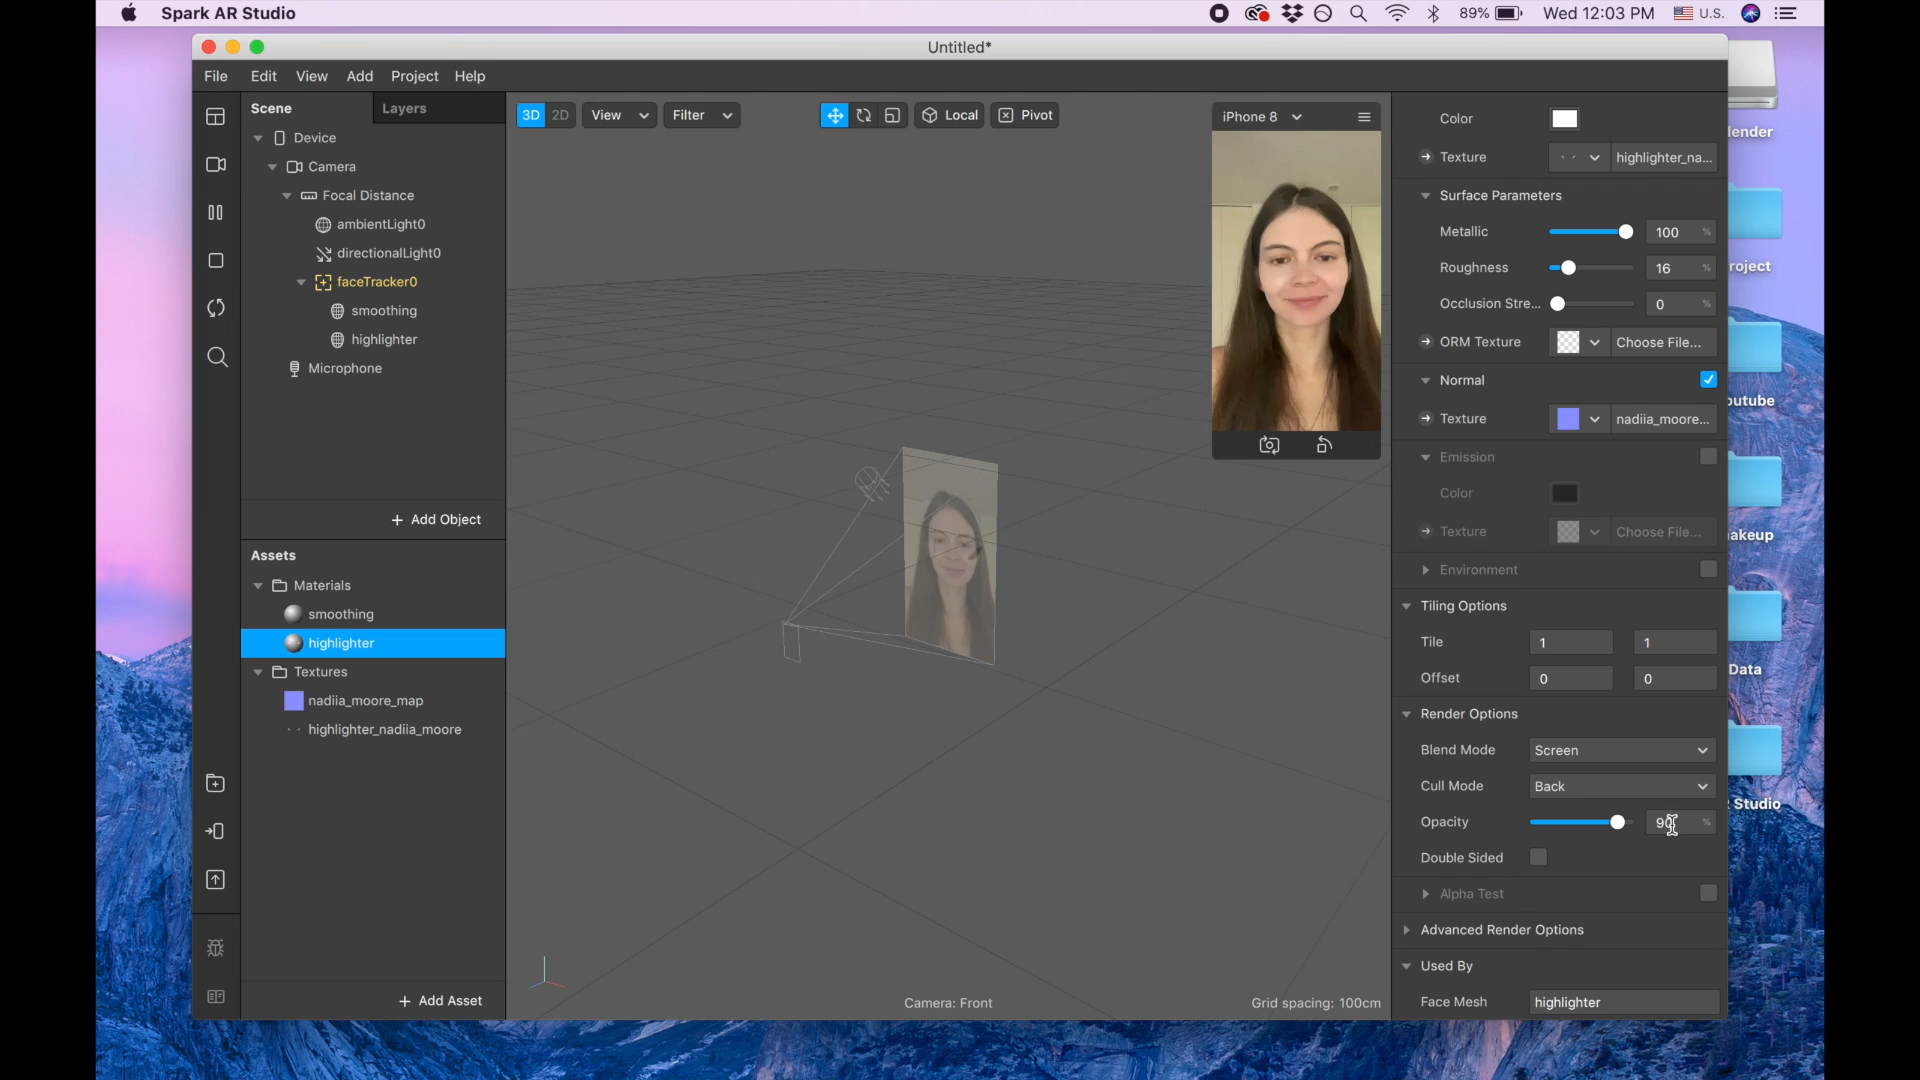 Spark AR Studio
89%
Wed 12:03 PM
U.S.
Untitled*
File
Edit
View
Add
Project
Help
Scene
Layers
Device
Camera
Focal Distance
ambientLight0
directionalLight0
faceTracker0
smoothing
highlighter
Microphone
+ Add Object
Assets
Materials
smoothing
highlighter
Textures
nadiia_moore_map
highlighter_nadiia_moore
+ Add Asset
3D
2D
View
Filter
Local
Pivot
iPhone 8
Camera: Front
Grid spacing: 100cm
Color
Texture
highlighter_na...
Surface Parameters
Metallic
100 %
Roughness
16 %
Occlusion Stre...
0 %
ORM Texture
Choose File...
Normal
Texture
nadiia_moore...
Emission
Color
Texture
Choose File...
Environment
Tiling Options
Tile
1
1
Offset
0
0
Render Options
Blend Mode
Screen
Cull Mode
Back
Opacity
90 %
Double Sided
Alpha Test
Advanced Render Options
Used By
Face Mesh
highlighter
lender
roject
outube
akeup
Data
Studio